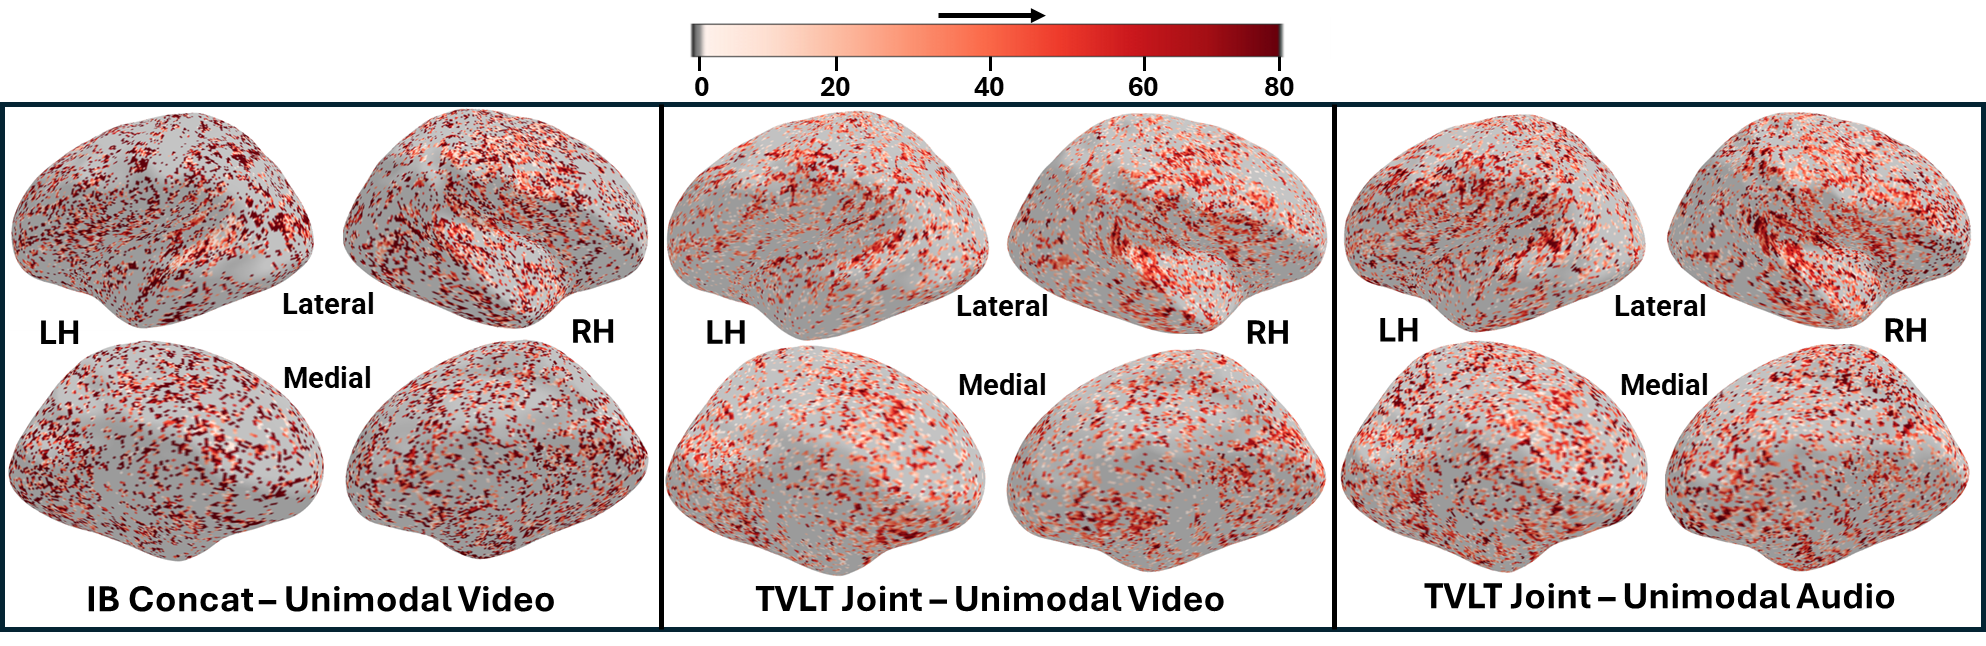 0 20 40 60 80
Lateral
LH
RH
Medial
IB Concat – Unimodal Video
Lateral
LH
RH
Medial
TVLT Joint – Unimodal Video
Lateral
LH
RH
Medial
TVLT Joint – Unimodal Audio